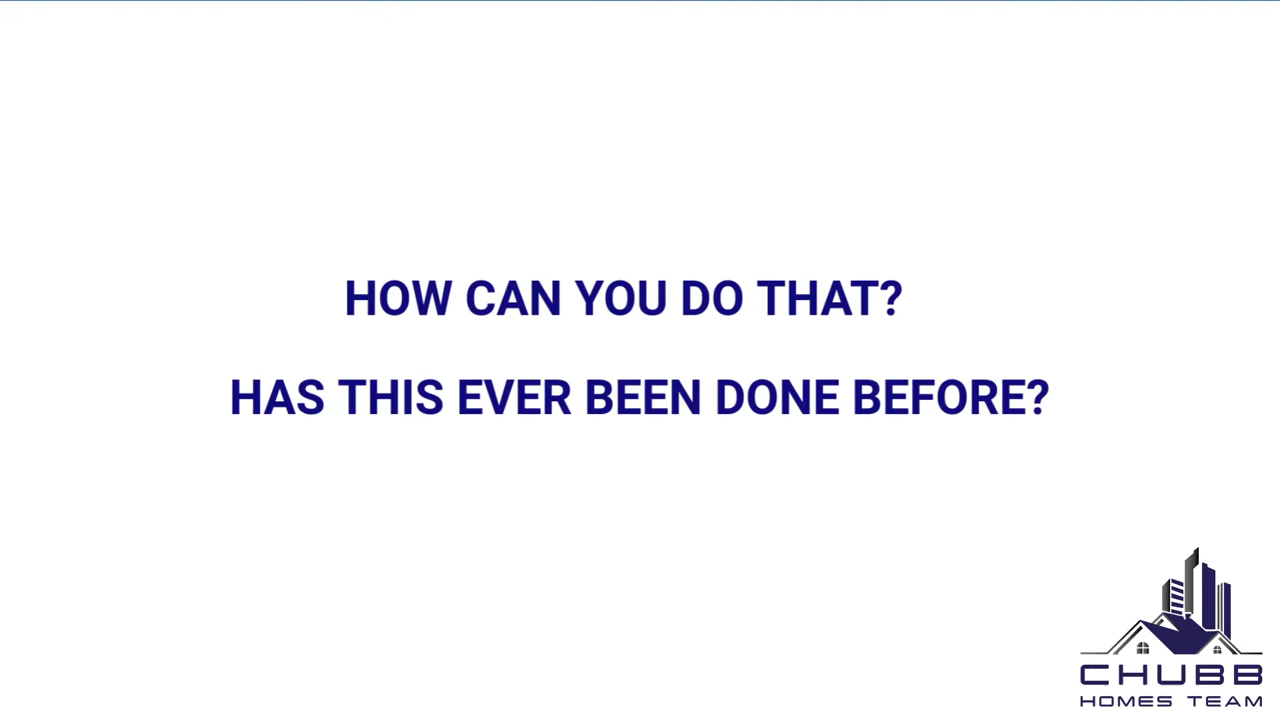 HOW CAN YOU DO THAT?
HAS THIS EVER BEEN DONE BEFORE?
CHUBB
HOMES TEAM